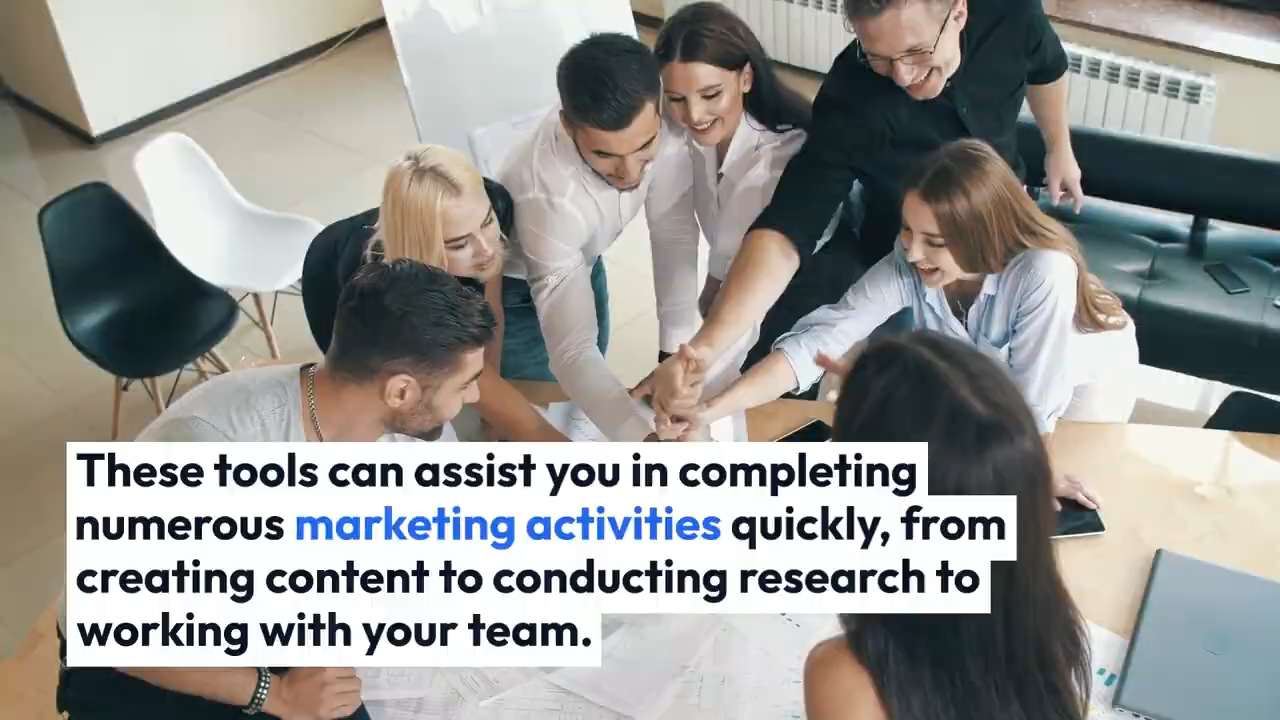 These tools can assist you in completing
numerous marketing activities quickly, from
creating content to conducting research to
working with your team.